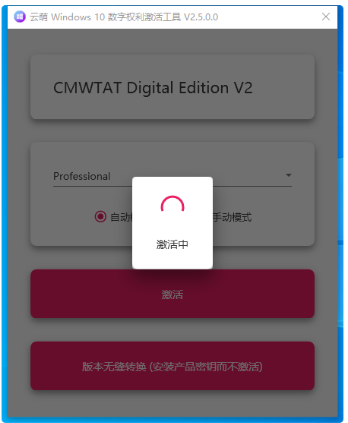 云萌 Windows 10 数字权利激活工具 V2.5.0.0
CMWTAT Digital Edition V2
Professional
自动
手动模式
激活中
激活
版本无缝转换 (安装产品密钥而不激活)